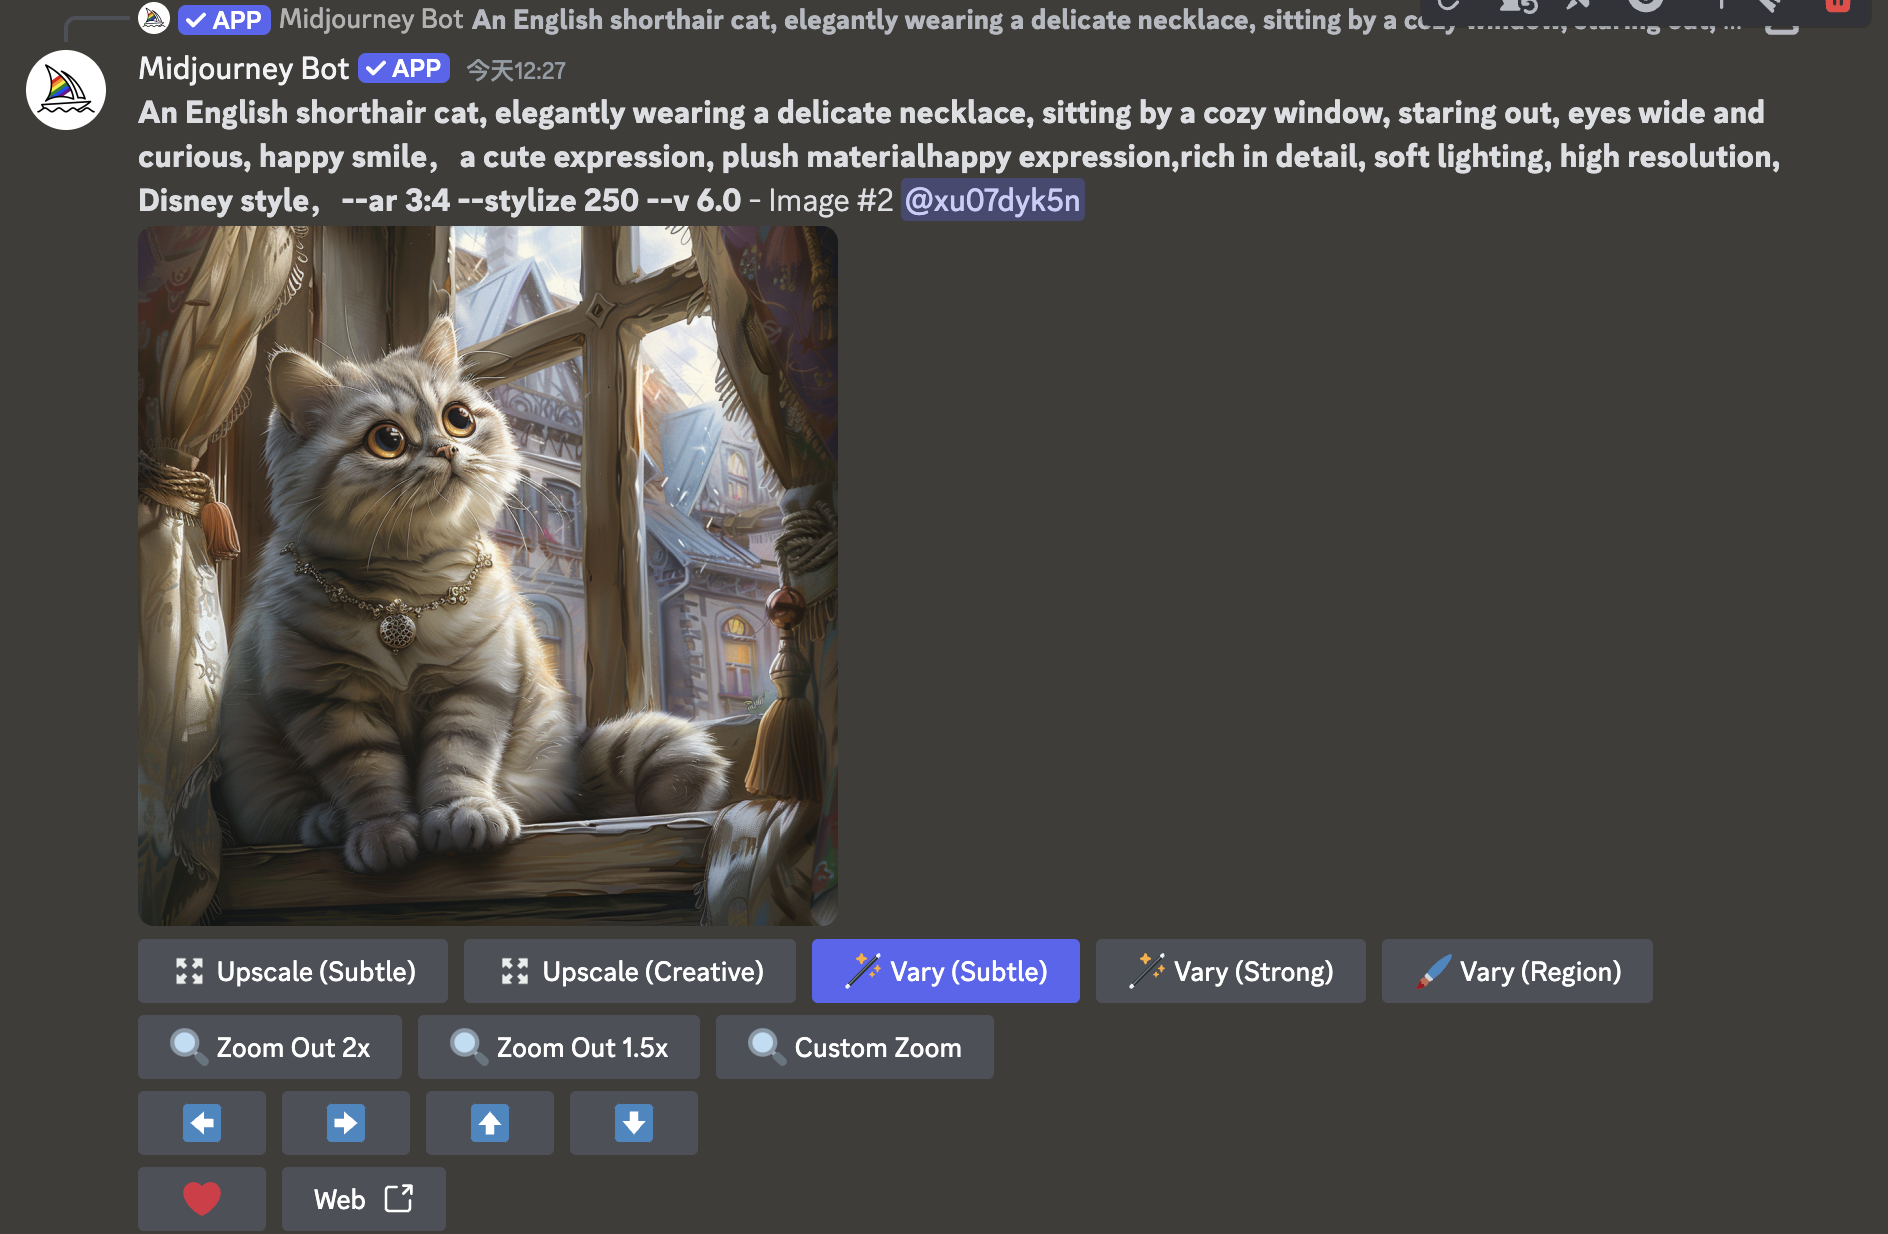 APP Midjourney Bot An English shorthair cat, elegantly wearing a delicate necklace, sitting by a cozy window, staring out, ...
Midjourney Bot APP 今天12:27
An English shorthair cat, elegantly wearing a delicate necklace, sitting by a cozy window, staring out, eyes wide and
curious, happy smile， a cute expression, plush materialhappy expression,rich in detail, soft lighting, high resolution,
Disney style， --ar 3:4 --stylize 250 --v 6.0 - Image #2 @xu07dyk5n
Upscale (Subtle) Upscale (Creative) Vary (Subtle) Vary (Strong) Vary (Region)
Zoom Out 2x Zoom Out 1.5x Custom Zoom
Web